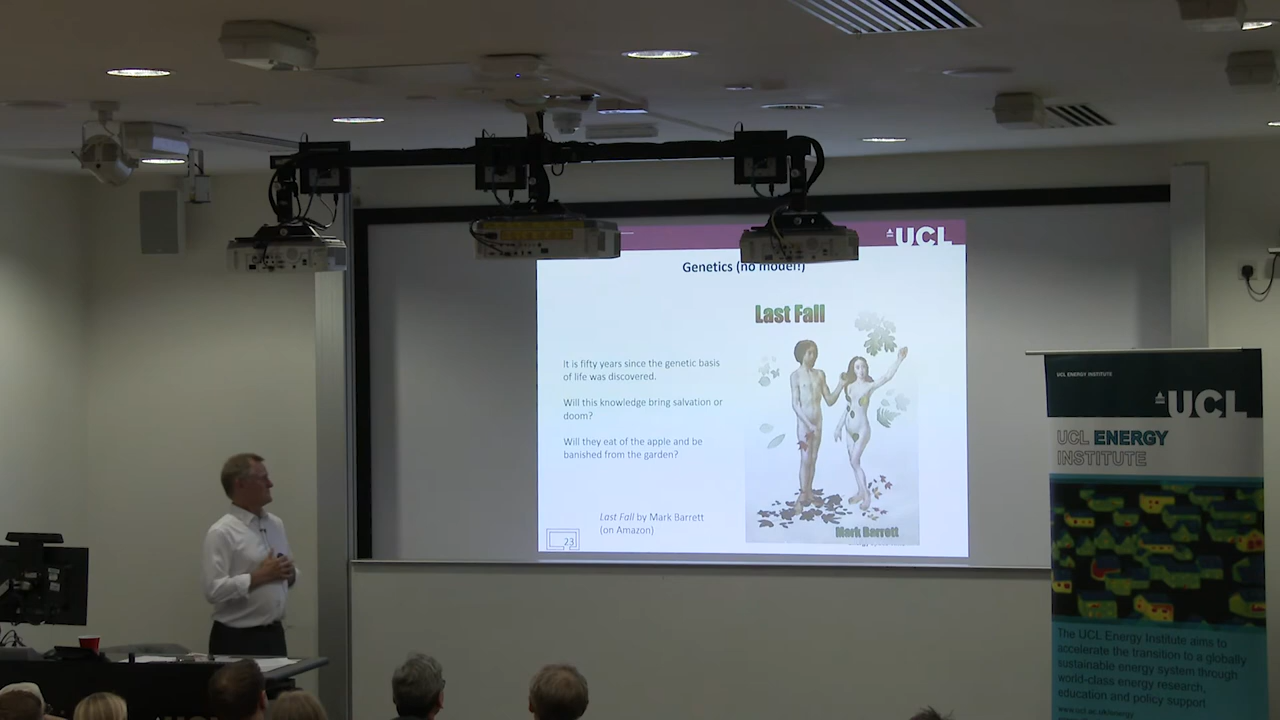 UCL
Genetics (no model!)
Last Fall
It is fifty years since the genetic basis
of life was discovered.
Will this knowledge bring salvation or
doom?
Will they eat of the apple and be
banished from the garden?
Last Fall by Mark Barrett
(on Amazon)
Mark Barrett
23
UCL ENERGY INSTITUTE
UCL
UCL ENERGY
INSTITUTE
The UCL Energy Institute aims to
accelerate the transition to a globally
sustainable energy system through
world-class energy research,
education and policy support